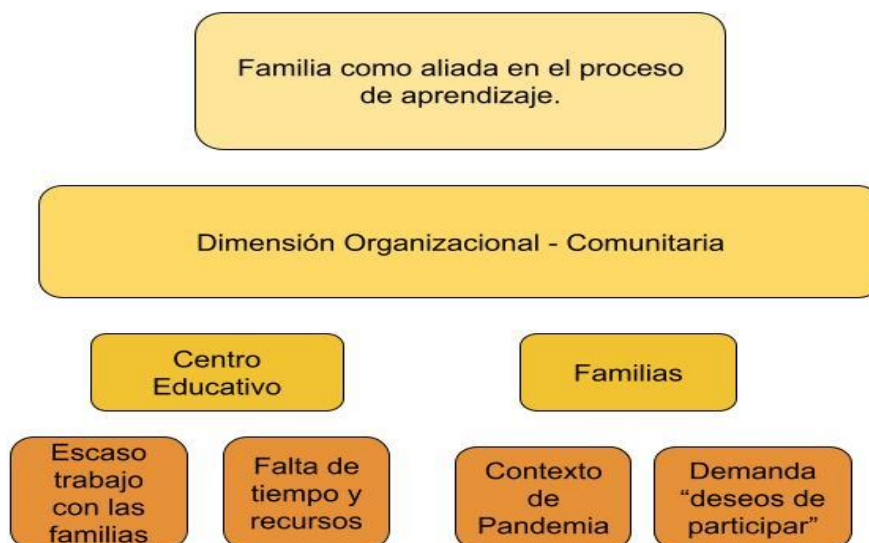 Familia como aliada en el proceso
de aprendizaje.
Dimensión Organizacional - Comunitaria
Centro
Educativo
Familias
Escaso
trabajo
con las
familias
Falta de
tiempo y
recursos
Contexto
de
Pandemia
Demanda
“deseos de
participar”